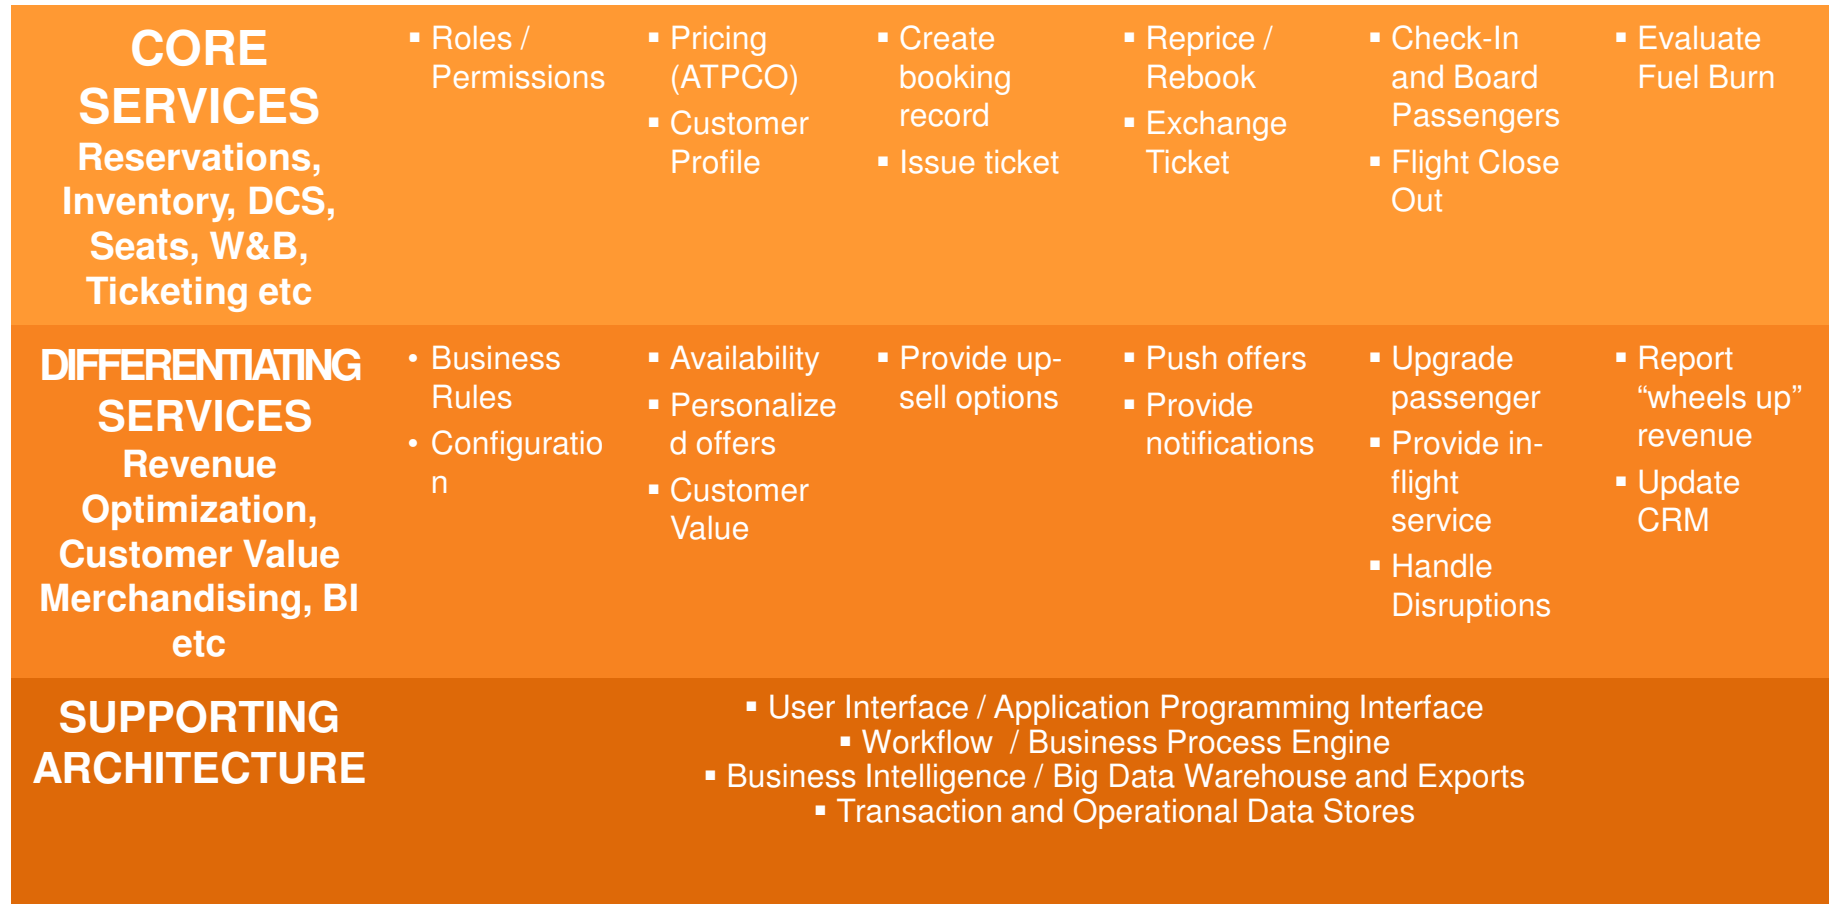 CORE
SERVICES
Reservations,
Inventory, DCS,
Seats, W&B,
Ticketing etc
▪ Roles /
Permissions
▪ Pricing
(ATPCO)
▪ Customer
Profile
▪ Create
booking
record
▪ Issue ticket
▪ Reprice /
Rebook
▪ Exchange
Ticket
▪ Check-In
and Board
Passengers
▪ Flight Close
Out
▪ Evaluate
Fuel Burn
DIFFERENTIATING
SERVICES
Revenue
Optimization,
Customer Value
Merchandising, BI
etc
• Business
Rules
• Configuratio
n
▪ Availability
▪ Personalize
d offers
▪ Customer
Value
▪ Provide up-
sell options
▪ Push offers
▪ Provide
notifications
▪ Upgrade
passenger
▪ Provide in-
flight
service
▪ Handle
Disruptions
▪ Report
“wheels up”
revenue
▪ Update
CRM
SUPPORTING
ARCHITECTURE
▪ User Interface / Application Programming Interface
▪ Workflow / Business Process Engine
▪ Business Intelligence / Big Data Warehouse and Exports
▪ Transaction and Operational Data Stores